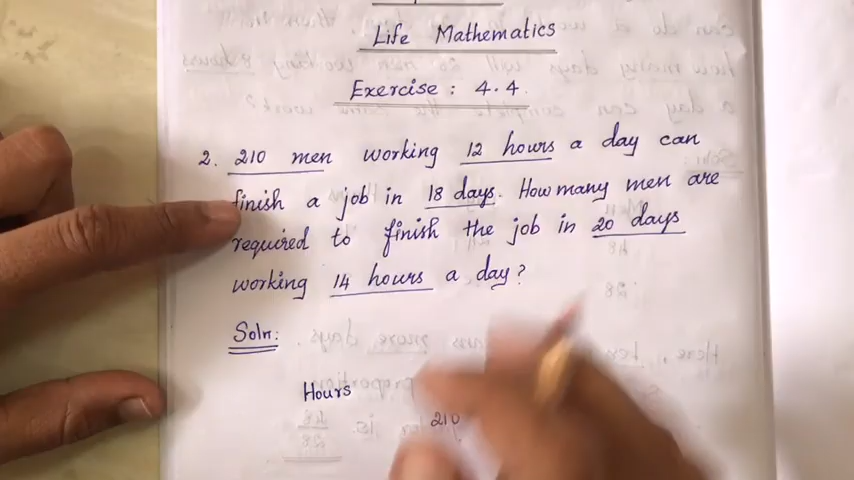 Life Mathematics
Exercise : 4.4
2. 210 men working 12 hours a day can
finish a job in 18 days. How many men are
required to finish the job in 20 days
working 14 hours a day?
Soln:
Hours
210